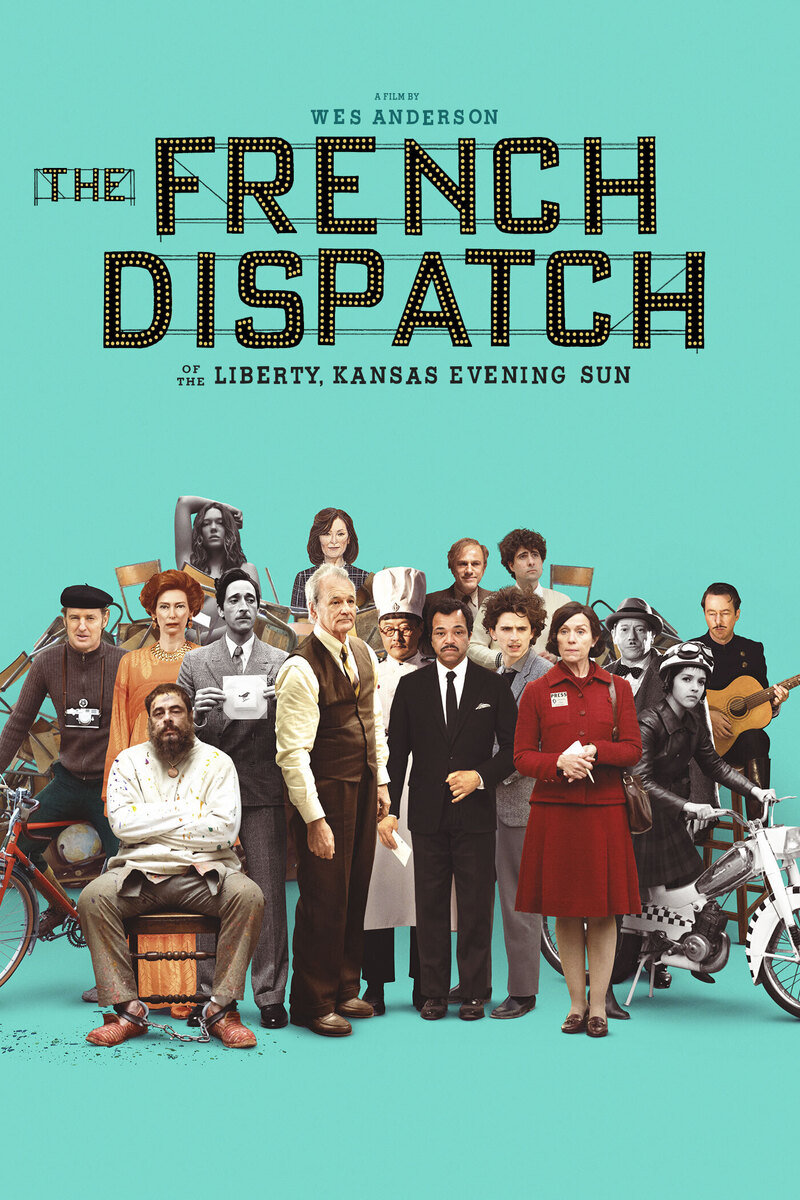 A FILM BY
WES ANDERSON
THE FRENCH
DISPATCH
OF THE LIBERTY, KANSAS EVENING SUN
PRESS